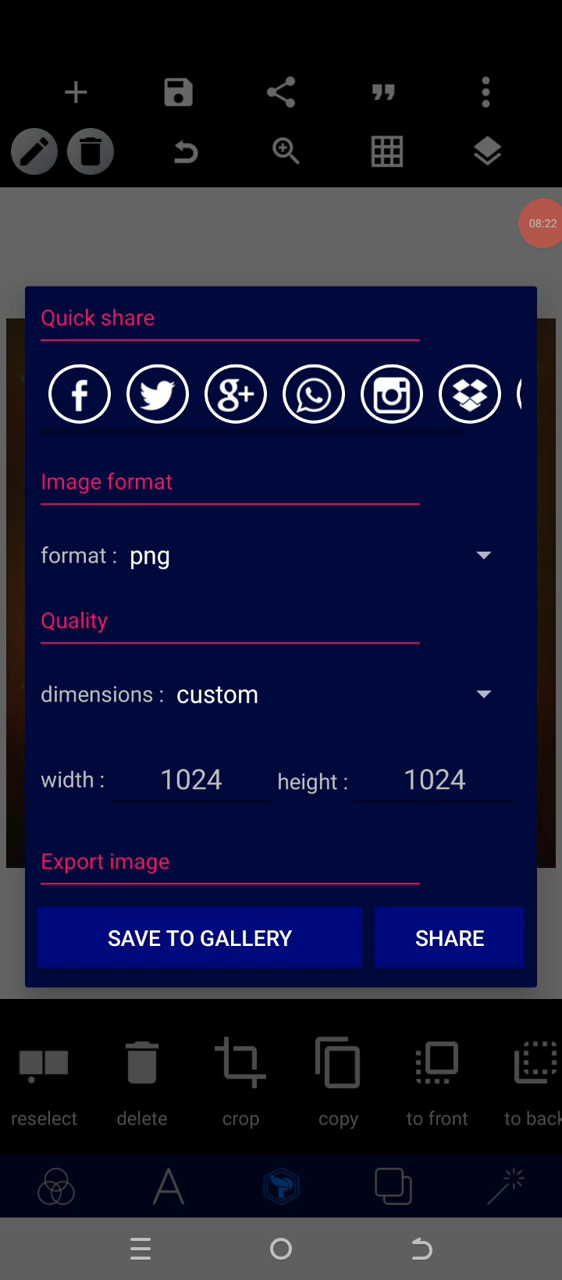 08:22
Quick share
Image format
format : png
Quality
dimensions : custom
width : 1024 height : 1024
Export image
SAVE TO GALLERY SHARE
reselect delete crop copy to front to back